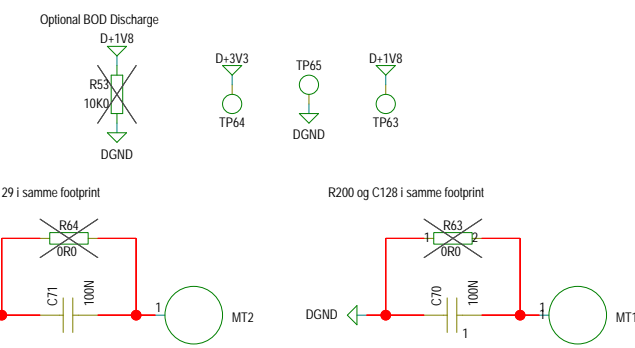 Optional BOD Discharge
D+1V8
R53
10K0
DGND
D+3V3
TP64
TP65
DGND
D+1V8
TP63
29 i samme footprint
R64
0R0
C71
100N
1
MT2
R200 og C128 i samme footprint
R63
1
2
0R0
DGND
C70
100N
1
1
1
MT1